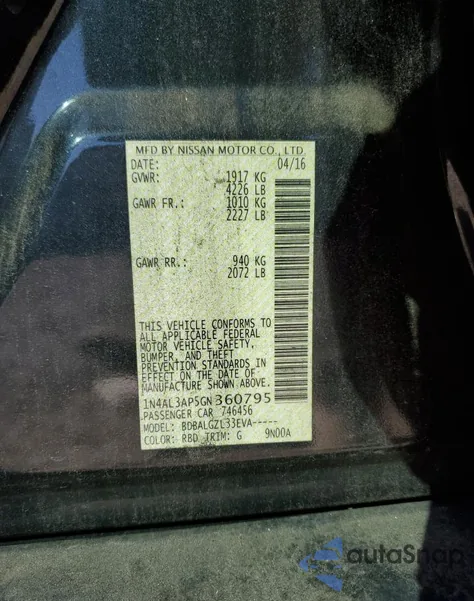 MFD BY NISSAN MOTOR CO., LTD.
DATE: 04/16
GVWR: 1917 KG
4226 LB
GAWR FR.: 1010 KG
2227 LB
GAWR RR.: 940 KG
2072 LB
THIS VEHICLE CONFORMS TO
ALL APPLICABLE FEDERAL
MOTOR VEHICLE SAFETY,
BUMPER, AND THEFT
PREVENTION STANDARDS IN
EFFECT ON THE DATE OF
MANUFACTURE SHOWN ABOVE.
1N4AL3AP5GN360795
PASSENGER CAR 746456
MODEL: BDBALGZL33EVA-----
COLOR: RBD TRIM: G 9N00A
autoSnap